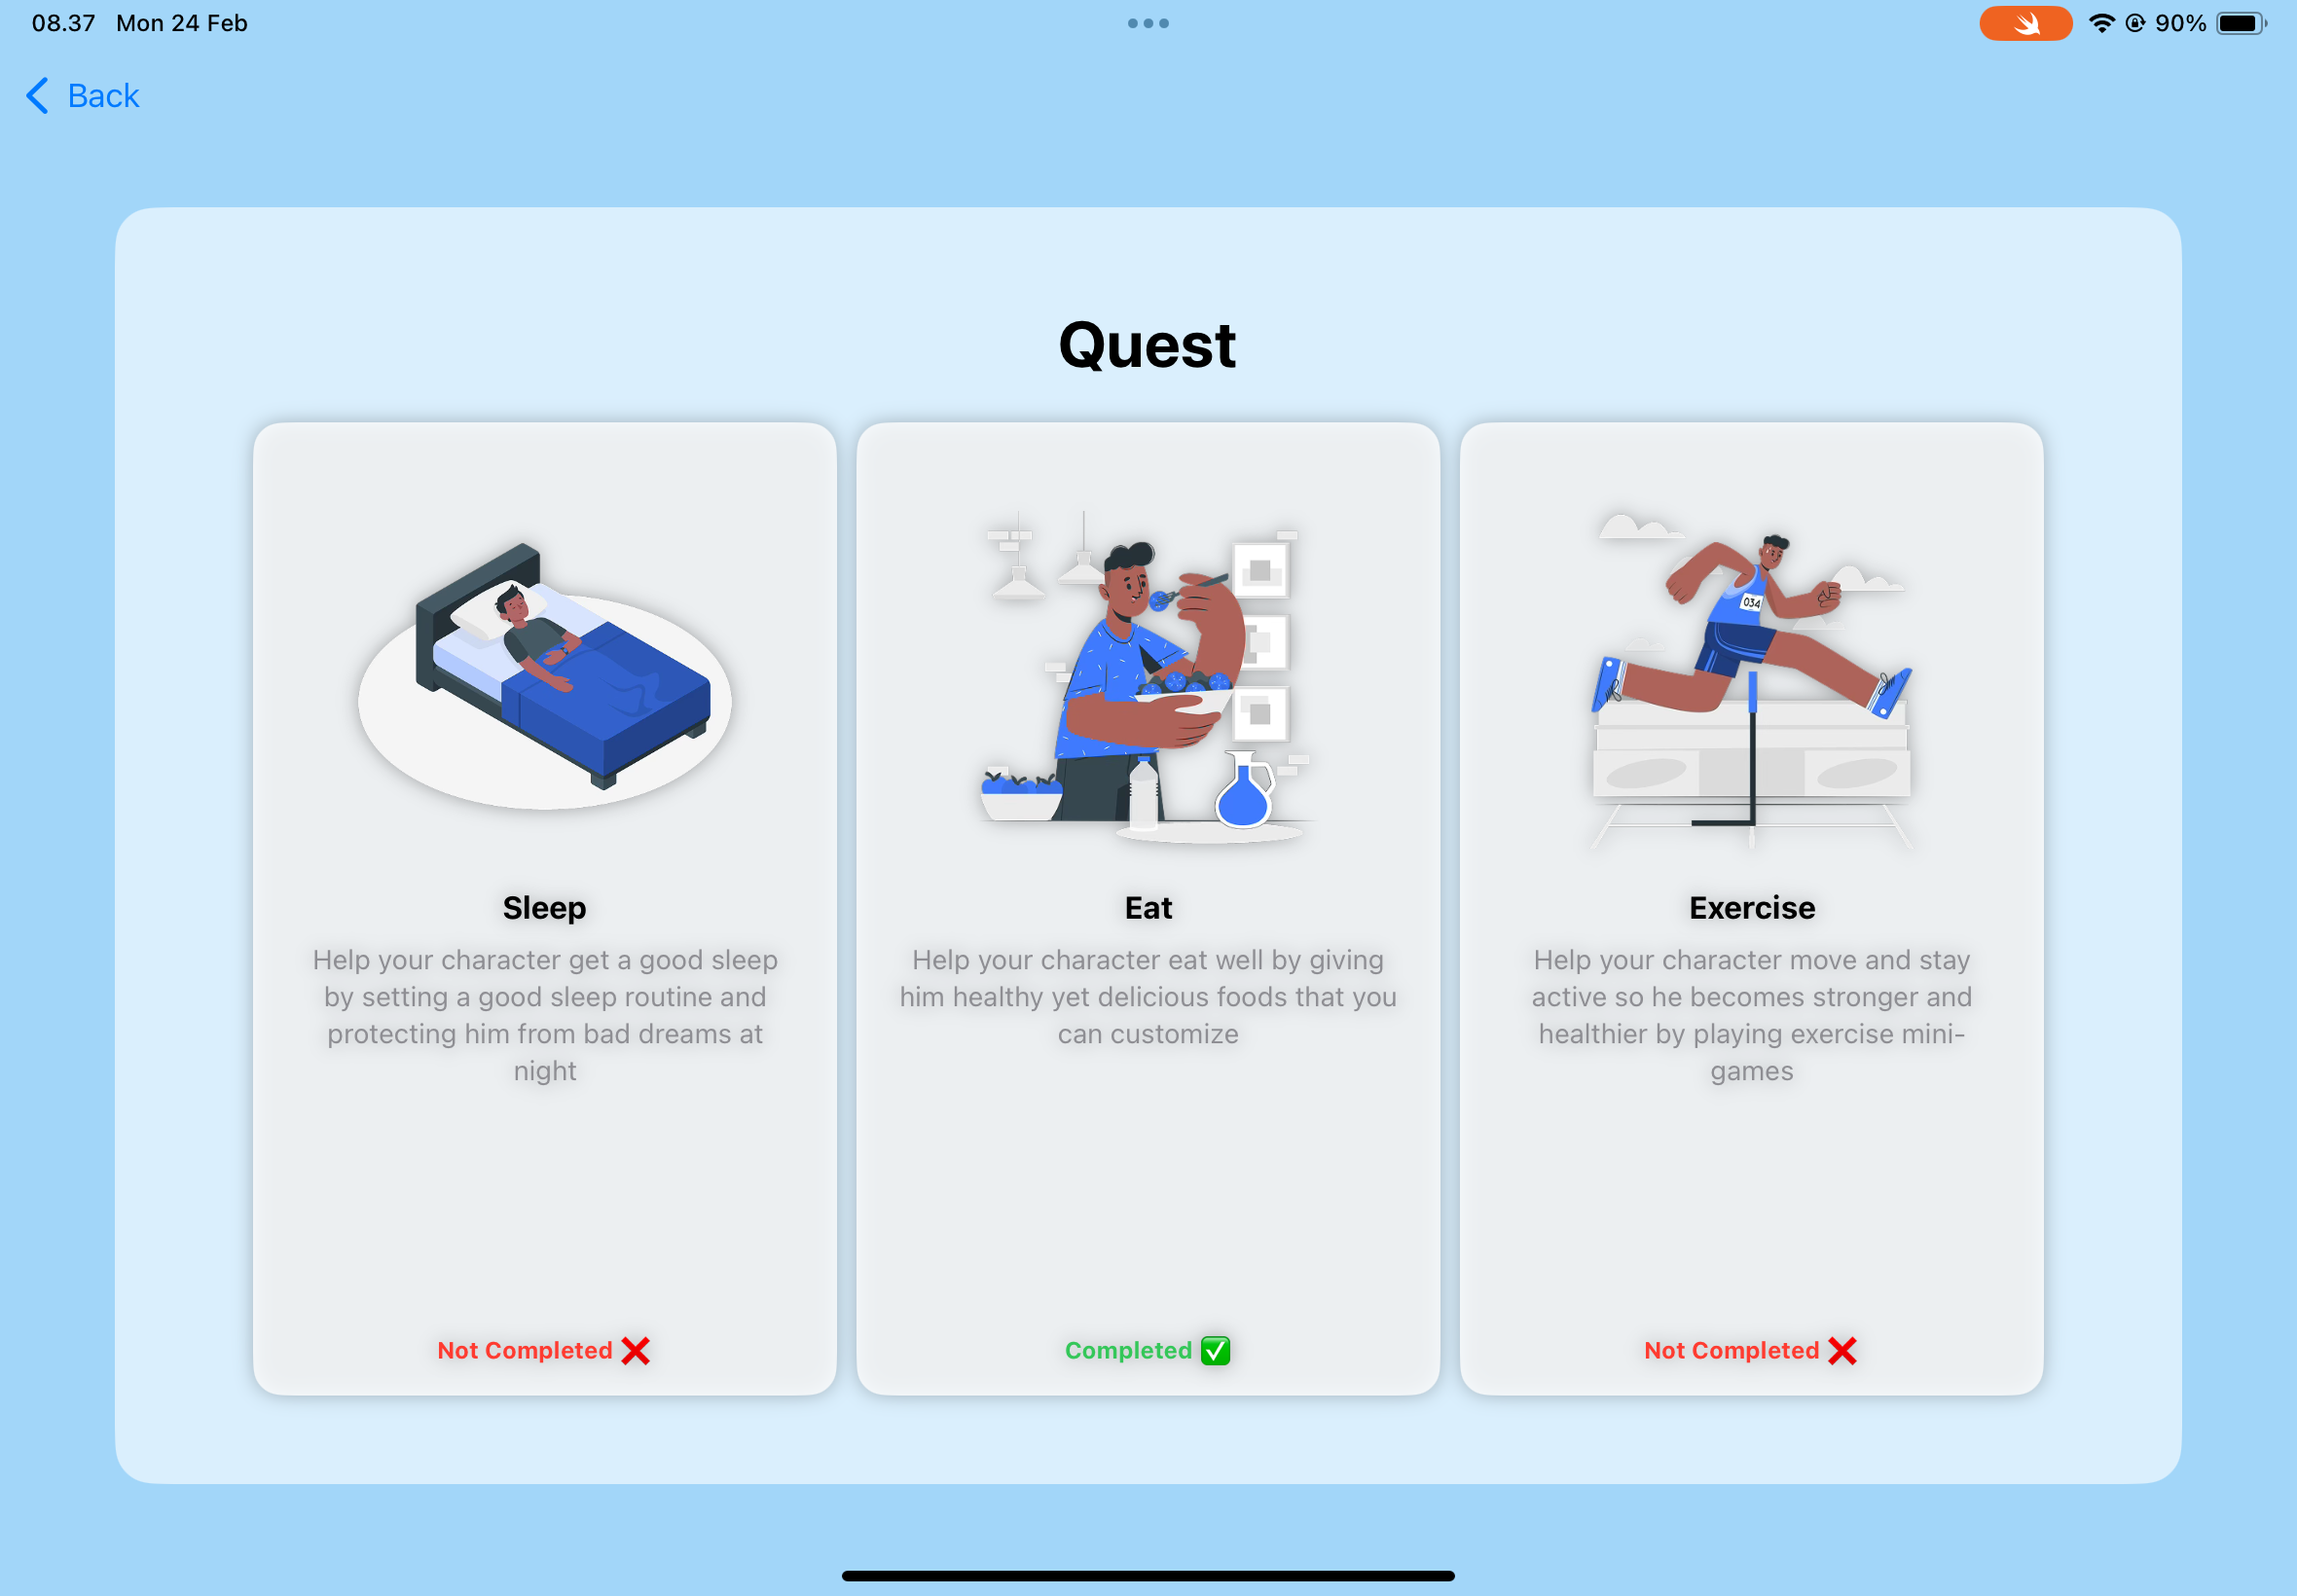 08.37 Mon 24 Feb
90%
Back
Quest
034
Sleep
Help your character get a good sleep
by setting a good sleep routine and
protecting him from bad dreams at
night
Not Completed ❌
Eat
Help your character eat well by giving
him healthy yet delicious foods that you
can customize
Completed ✅
Exercise
Help your character move and stay
active so he becomes stronger and
healthier by playing exercise mini-
games
Not Completed ❌